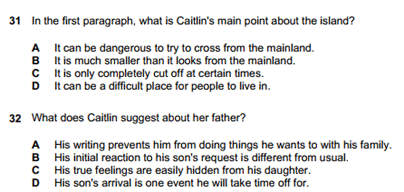 31 In the first paragraph, what is Caitlin's main point about the island?
A It can be dangerous to try to cross from the mainland.
B It is much smaller than it looks from the mainland.
C It is only completely cut off at certain times.
D It can be a difficult place for people to live in.
32 What does Caitlin suggest about her father?
A His writing prevents him from doing things he wants to with his family.
B His initial reaction to his son's request is different from usual.
C His true feelings are easily hidden from his daughter.
D His son's arrival is one event he will take time off for.